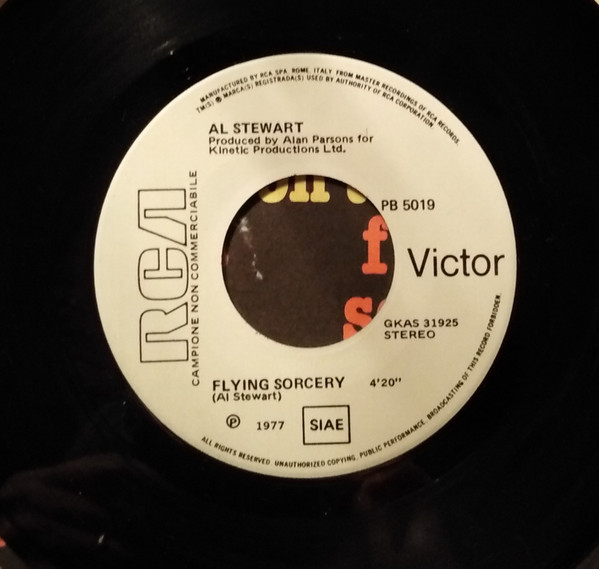 MANUFACTURED BY RCA SPA. ROME, ITALY FROM MASTER RECORDINGS OF RCA RECORDS.
TM(S) ® MARCA(S) REGISTRADA(S) USED BY AUTHORITY OF RCA CORPORATION
AL STEWART
Produced by Alan Parsons for
Kinetic Productions Ltd.
RCA
CAMPIONE NON COMMERCIABILE
PB 5019
f
Victor
GKAS 31925
STEREO
FLYING SORCERY 4'20"
(Al Stewart)
℗ 1977 SIAE
ALL RIGHTS RESERVED. UNAUTHORIZED COPYING, PUBLIC PERFORMANCE, BROADCASTING OF THIS RECORD FORBIDDEN.